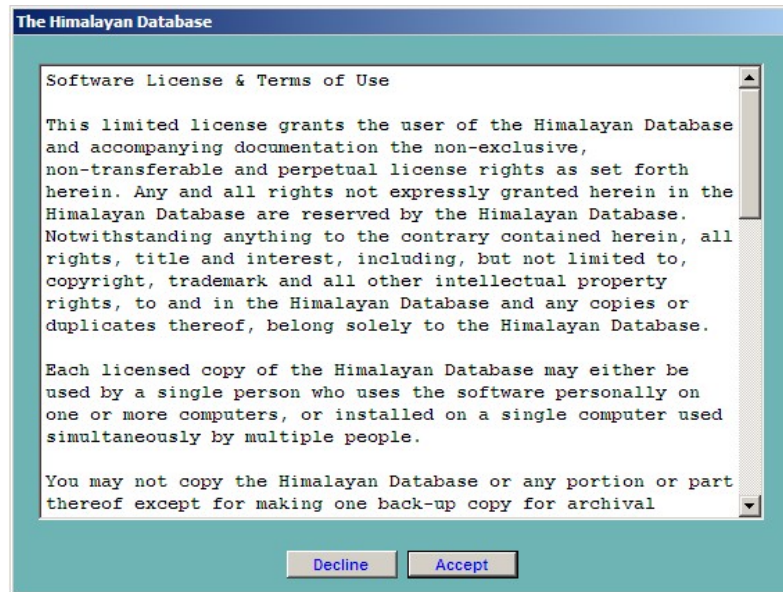 The Himalayan Database
Software License & Terms of Use
This limited license grants the user of the Himalayan Database
and accompanying documentation the non-exclusive,
non-transferable and perpetual license rights as set forth
herein. Any and all rights not expressly granted herein in the
Himalayan Database are reserved by the Himalayan Database.
Notwithstanding anything to the contrary contained herein, all
rights, title and interest, including, but not limited to,
copyright, trademark and all other intellectual property
rights, to and in the Himalayan Database and any copies or
duplicates thereof, belong solely to the Himalayan Database.
Each licensed copy of the Himalayan Database may either be
used by a single person who uses the software personally on
one or more computers, or installed on a single computer used
simultaneously by multiple people.
You may not copy the Himalayan Database or any portion or part
thereof except for making one back-up copy for archival
Decline Accept